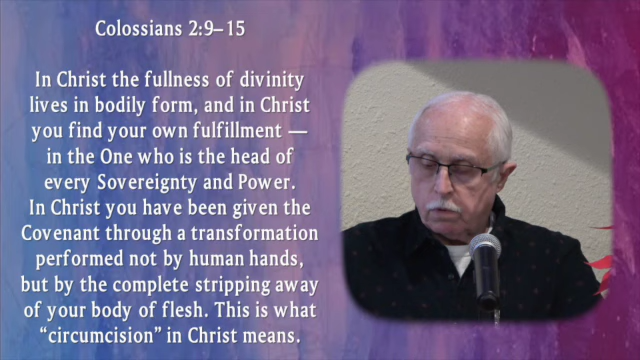 Colossians 2:9–15
In Christ the fullness of divinity
lives in bodily form, and in Christ
you find your own fulfillment —
in the One who is the head of
every Sovereignty and Power.
In Christ you have been given the
Covenant through a transformation
performed not by human hands,
but by the complete stripping away
of your body of flesh. This is what
“circumcision” in Christ means.